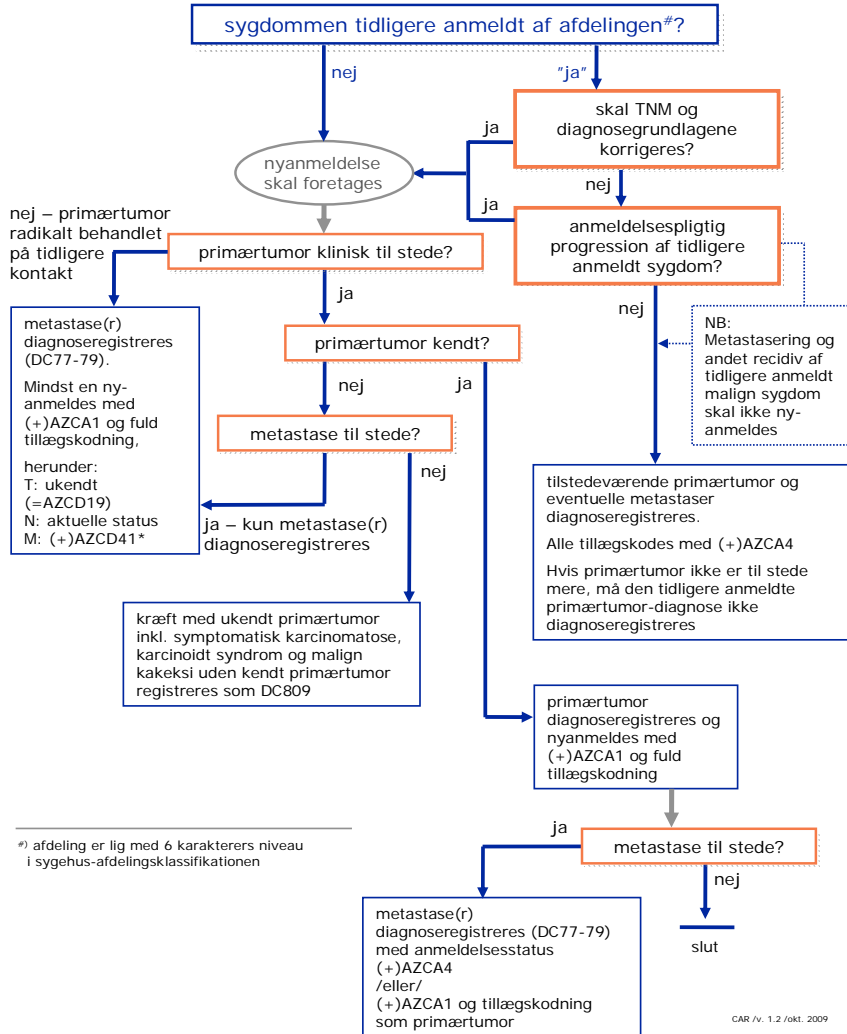 sygdommen tidligere anmeldt af afdelingen#?
nej
"ja"
skal TNM og
diagnosegrundlagene
korrigeres?
ja
nej
nyanmeldelse
skal foretages
ja
anmeldelsespligtig
progression af tidligere
anmeldt sygdom?
nej – primærtumor
radikalt behandlet
på tidligere
kontakt
primærtumor klinisk til stede?
ja
nej
NB:
Metastasering og
andet recidiv af
tidligere anmeldt
malign sygdom
skal ikke ny-
anmeldes
metastase(r)
diagnoseregistreres
(DC77-79).
Mindst en ny-
anmeldes med
(+)AZCA1 og fuld
tillægskodning,
herunder:
T: ukendt
(=AZCD19)
N: aktuelle status
M: (+)AZCD41*
primærtumor kendt?
nej
ja
metastase til stede?
nej
ja – kun metastase(r)
diagnoseregistreres
tilstedeværende primærtumor og
eventuelle metastaser
diagnoseregistreres.
Alle tillægskodes med (+)AZCA4
Hvis primærtumor ikke er til stede
mere, må den tidligere anmeldte
primærtumor-diagnose ikke
diagnoseregistreres
kræft med ukendt primærtumor
inkl. symptomatisk karcinomatose,
karcinoidt syndrom og malign
kakeksi uden kendt primærtumor
registreres som DC809
primærtumor
diagnoseregistreres og
nyanmeldes med
(+)AZCA1 og fuld
tillægskodning
#) afdeling er lig med 6 karakterers niveau
i sygehus-afdelingsklassifikationen
ja
metastase til stede?
nej
slut
metastase(r)
diagnoseregistreres (DC77-79)
med anmeldelsesstatus
(+)AZCA4
/eller/
(+)AZCA1 og tillægskodning
som primærtumor
CAR /v. 1.2 /okt. 2009